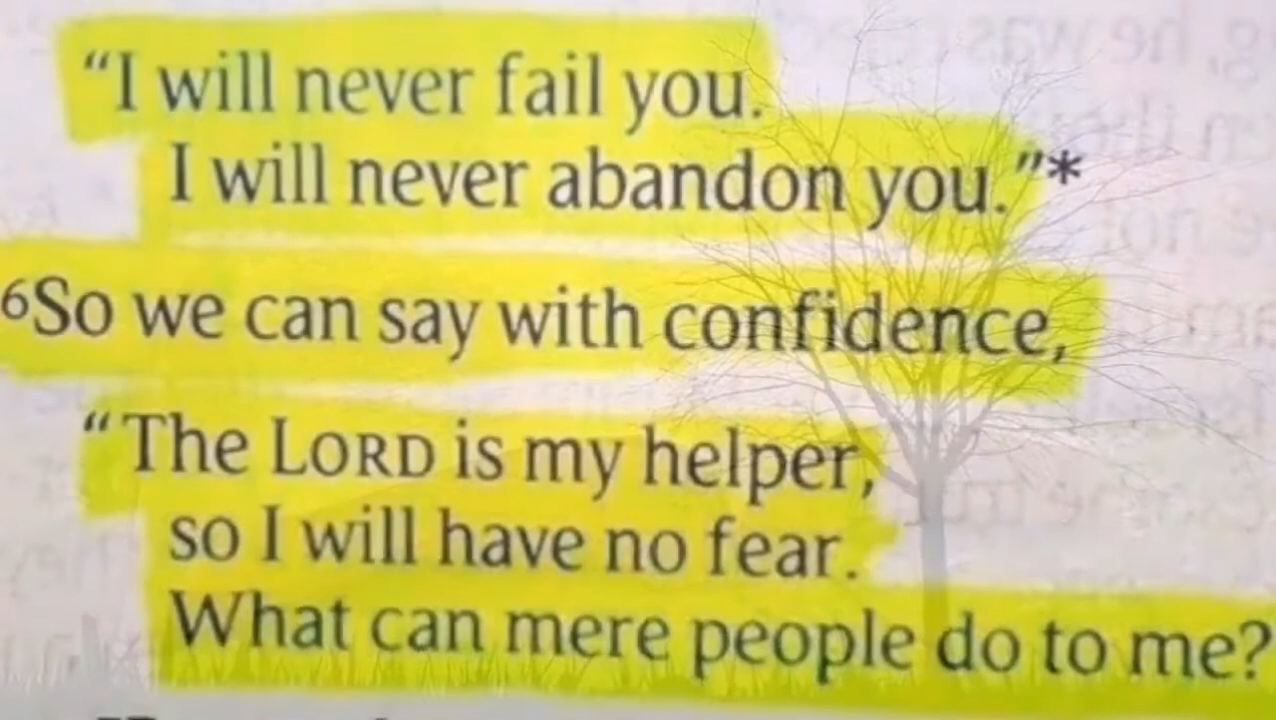 “I will never fail you.
I will never abandon you.”*
6So we can say with confidence,
“The LORD is my helper,
so I will have no fear.
What can mere people do to me?